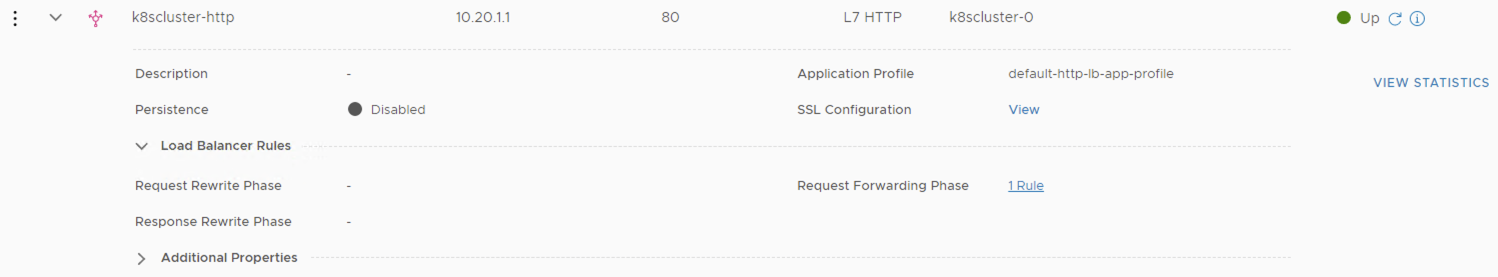 k8scluster-http 10.20.1.1 80 L7 HTTP k8scluster-0 Up
Description - Application Profile default-http-lb-app-profile VIEW STATISTICS
Persistence Disabled SSL Configuration View
Load Balancer Rules
Request Rewrite Phase - Request Forwarding Phase 1 Rule
Response Rewrite Phase -
Additional Properties